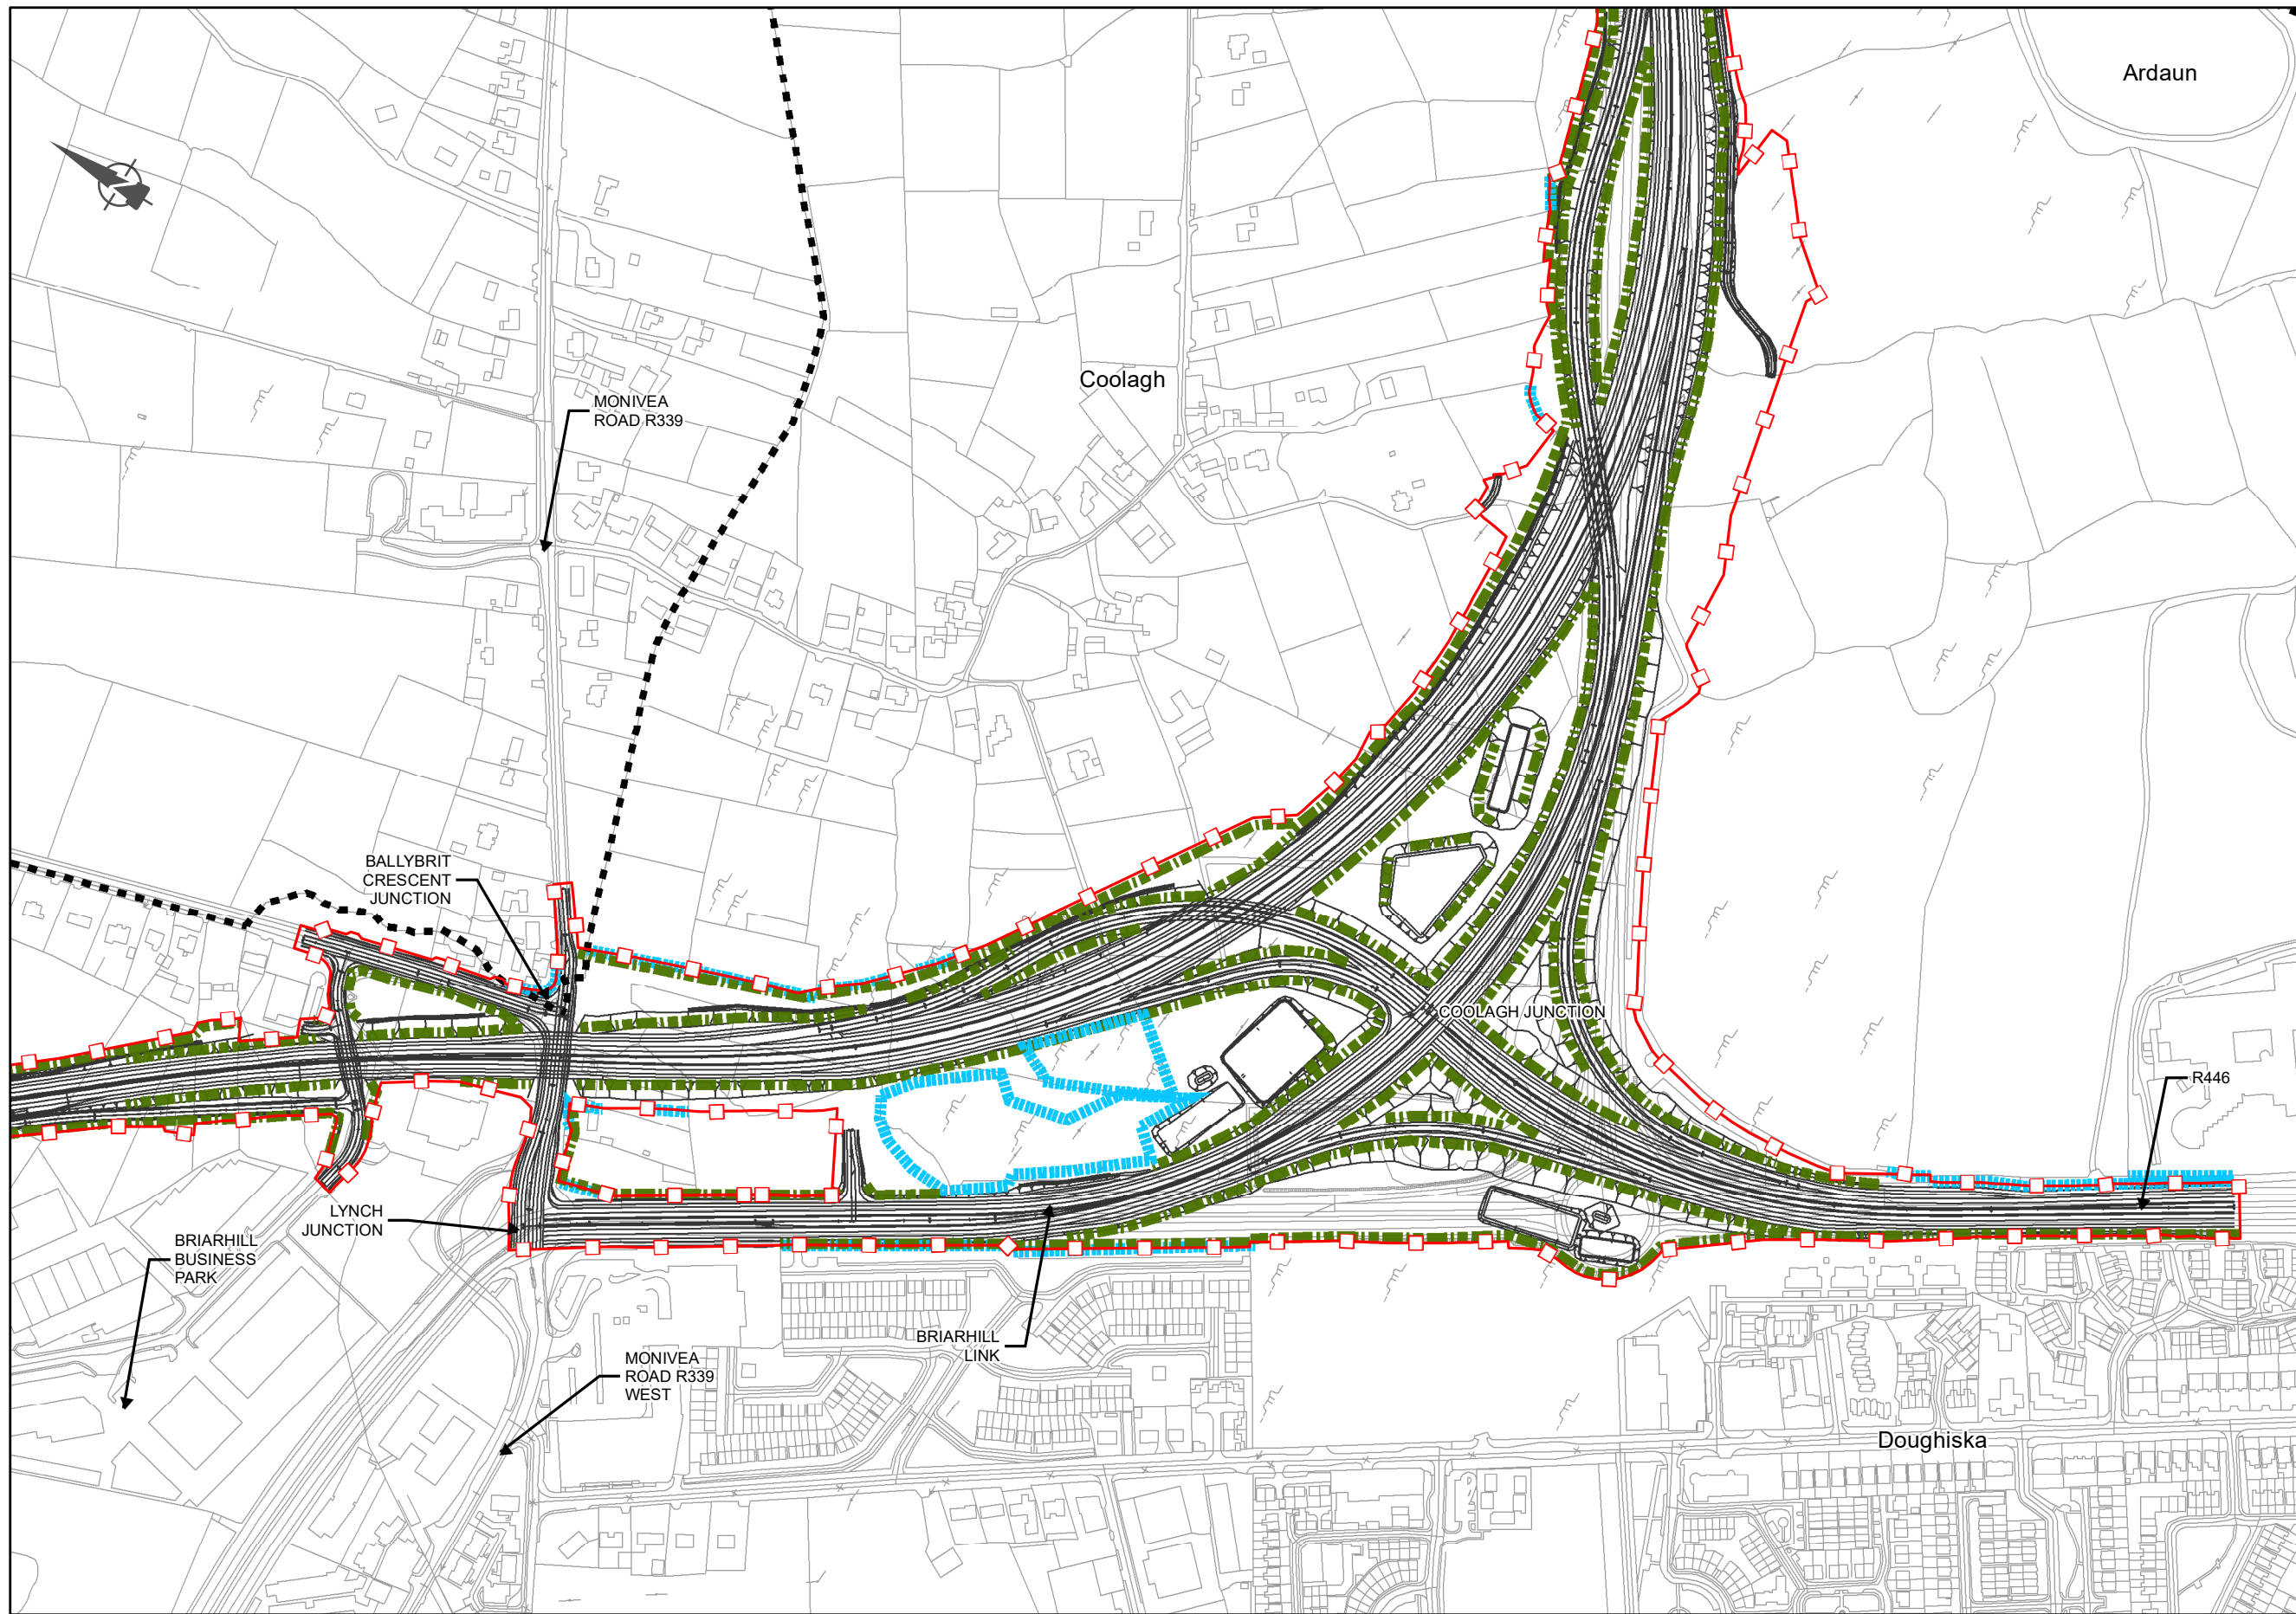 Ardaun
Coolagh
MONIVEA
ROAD R339
BALLYBRIT
CRESCENT
JUNCTION
COOLAGH JUNCTION
R446
LYNCH
JUNCTION
BRIARHILL
BUSINESS
PARK
BRIARHILL
LINK
MONIVEA
ROAD R339
WEST
Doughiska